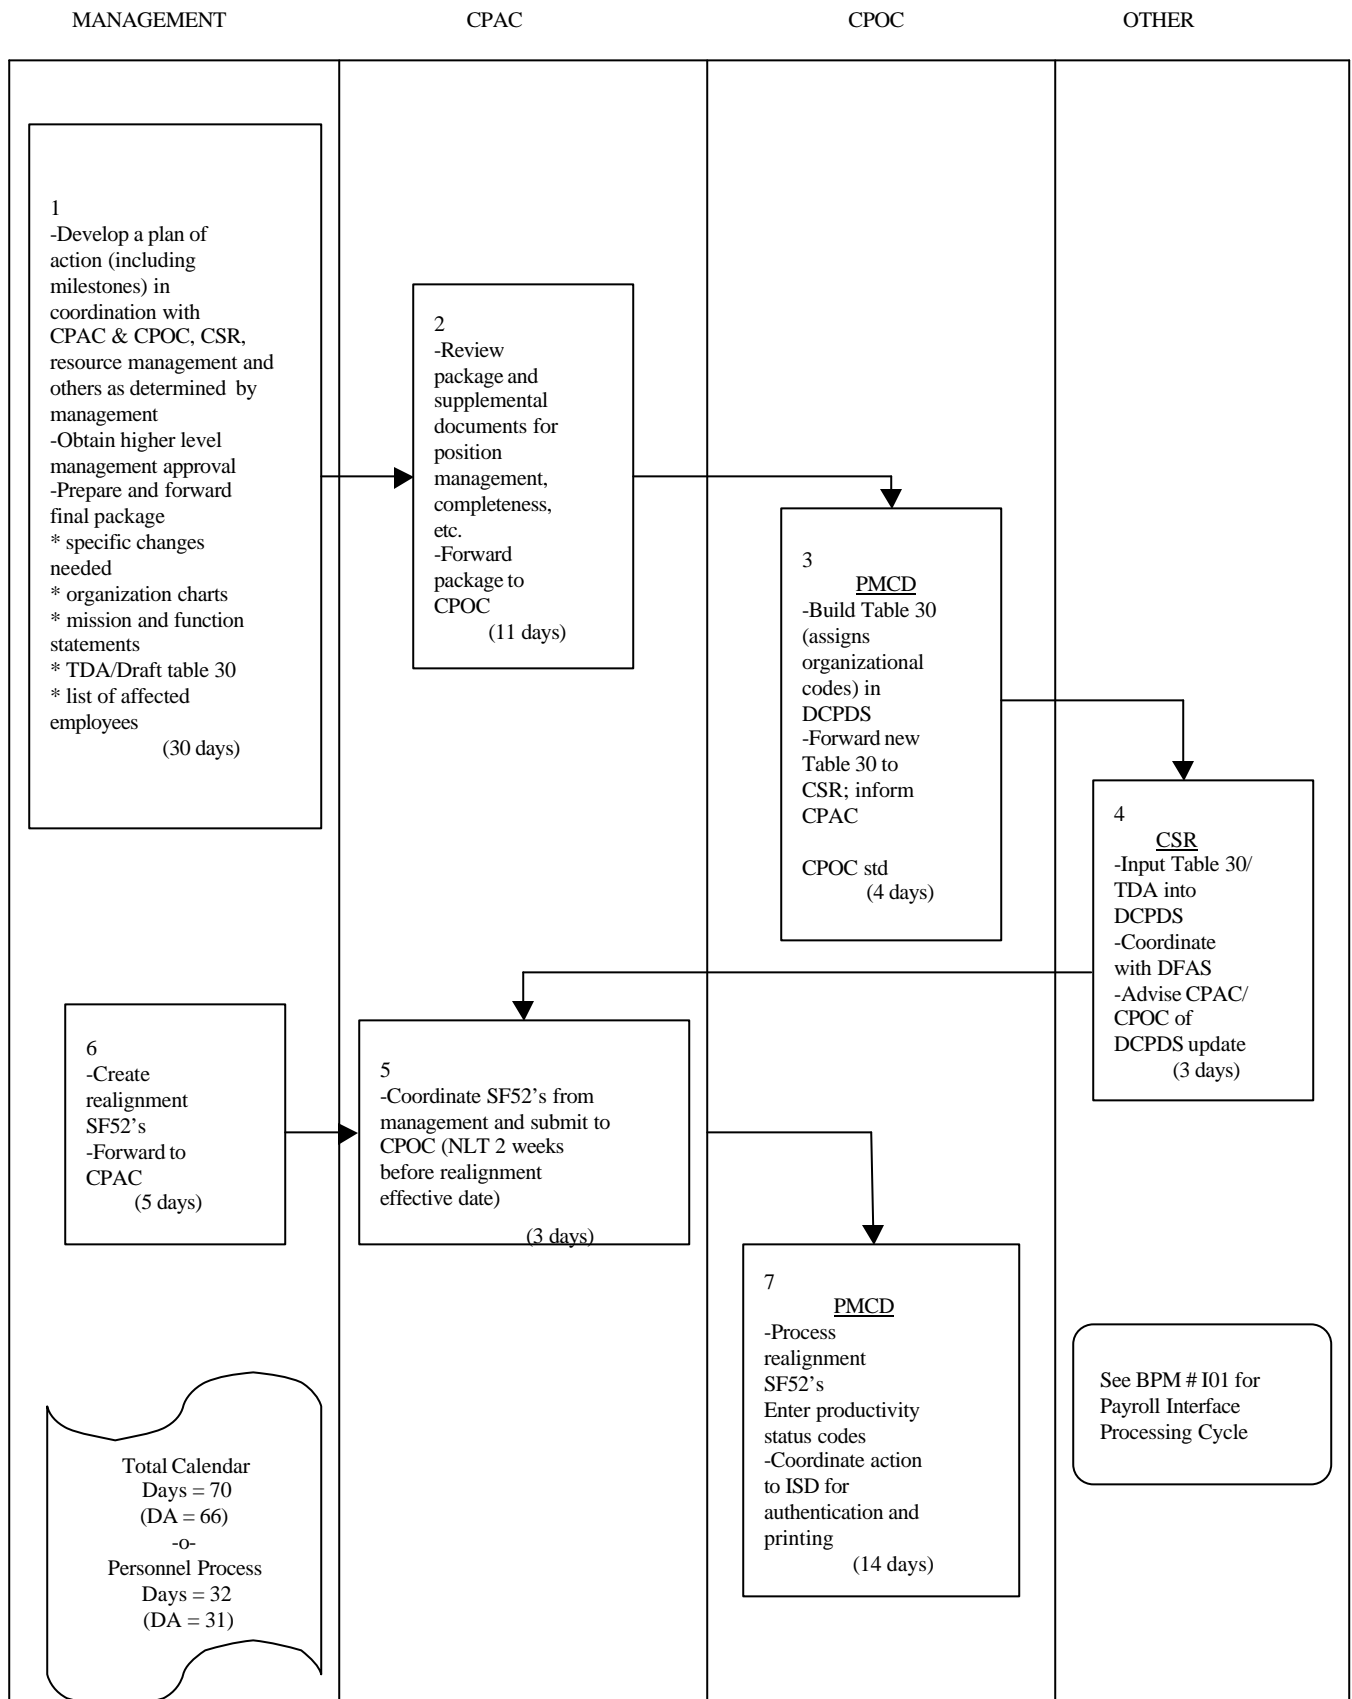 MANAGEMENT CPAC CPOC OTHER
1
-Develop a plan of
action (including
milestones) in
coordination with
CPAC & CPOC, CSR,
resource management and
others as determined by
management
-Obtain higher level
management approval
-Prepare and forward
final package
* specific changes
needed
* organization charts
* mission and function
statements
* TDA/Draft table 30
* list of affected
employees
(30 days)
2
-Review
package and
supplemental
documents for
position
management,
completeness,
etc.
-Forward
package to
CPOC
(11 days)
3
PMCD
-Build Table 30
(assigns
organizational
codes) in
DCPDS
-Forward new
Table 30 to
CSR; inform
CPAC
CPOC std
(4 days)
4
CSR
-Input Table 30/
TDA into
DCPDS
-Coordinate
with DFAS
-Advise CPAC/
CPOC of
DCPDS update
(3 days)
6
-Create
realignment
SF52's
-Forward to
CPAC
(5 days)
5
-Coordinate SF52's from
management and submit to
CPOC (NLT 2 weeks
before realignment
effective date)
(3 days)
7
PMCD
-Process
realignment
SF52's
Enter productivity
status codes
-Coordinate action
to ISD for
authentication and
printing
(14 days)
See BPM # I01 for
Payroll Interface
Processing Cycle
Total Calendar
Days = 70
(DA = 66)
-o-
Personnel Process
Days = 32
(DA = 31)